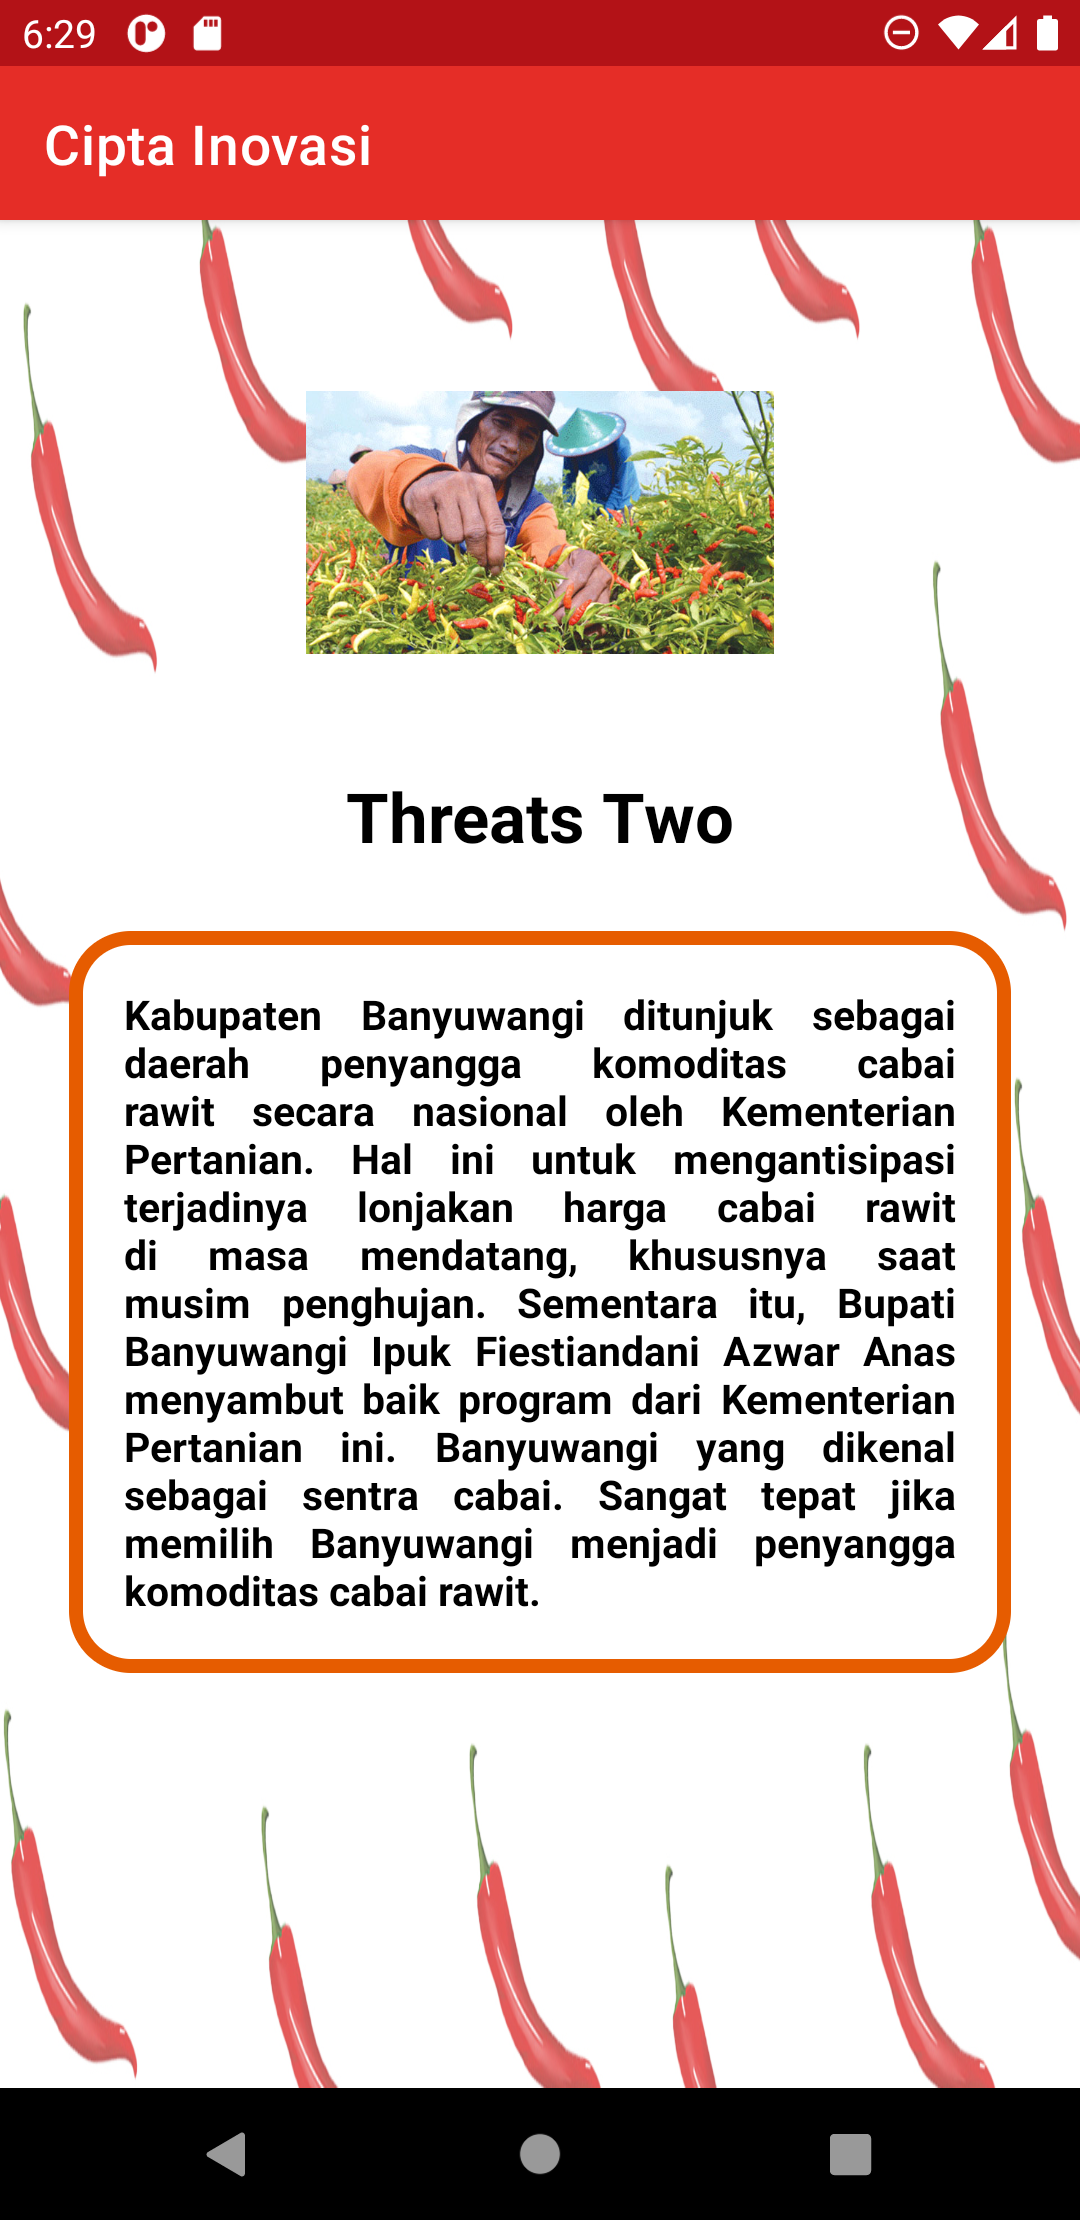 6:29
Cipta Inovasi
Threats Two
Kabupaten Banyuwangi ditunjuk sebagai
daerah penyangga komoditas cabai
rawit secara nasional oleh Kementerian
Pertanian. Hal ini untuk mengantisipasi
terjadinya lonjakan harga cabai rawit
di masa mendatang, khususnya saat
musim penghujan. Sementara itu, Bupati
Banyuwangi Ipuk Fiestiandani Azwar Anas
menyambut baik program dari Kementerian
Pertanian ini. Banyuwangi yang dikenal
sebagai sentra cabai. Sangat tepat jika
memilih Banyuwangi menjadi penyangga
komoditas cabai rawit.